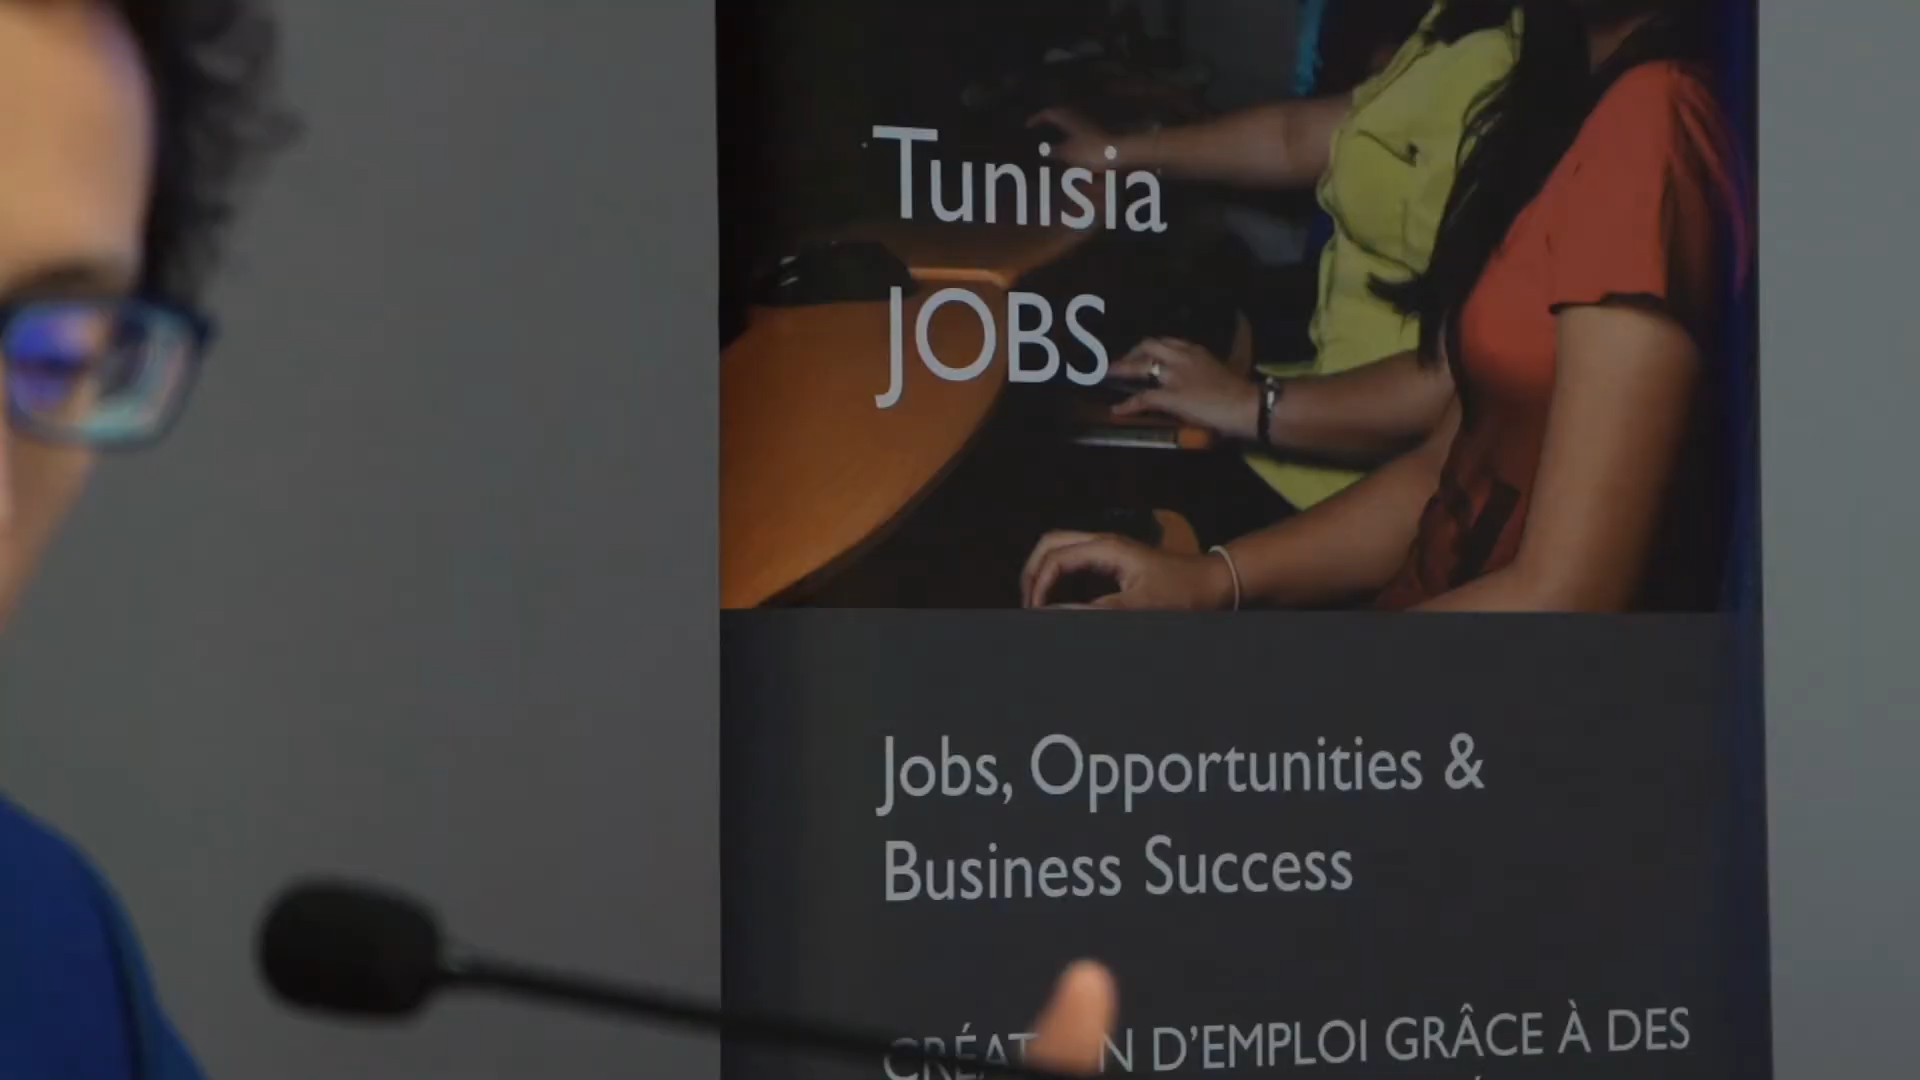 Tunisia
JOBS
Jobs, Opportunities &
Business Success
D'EMPLOI GRÂCE À DES